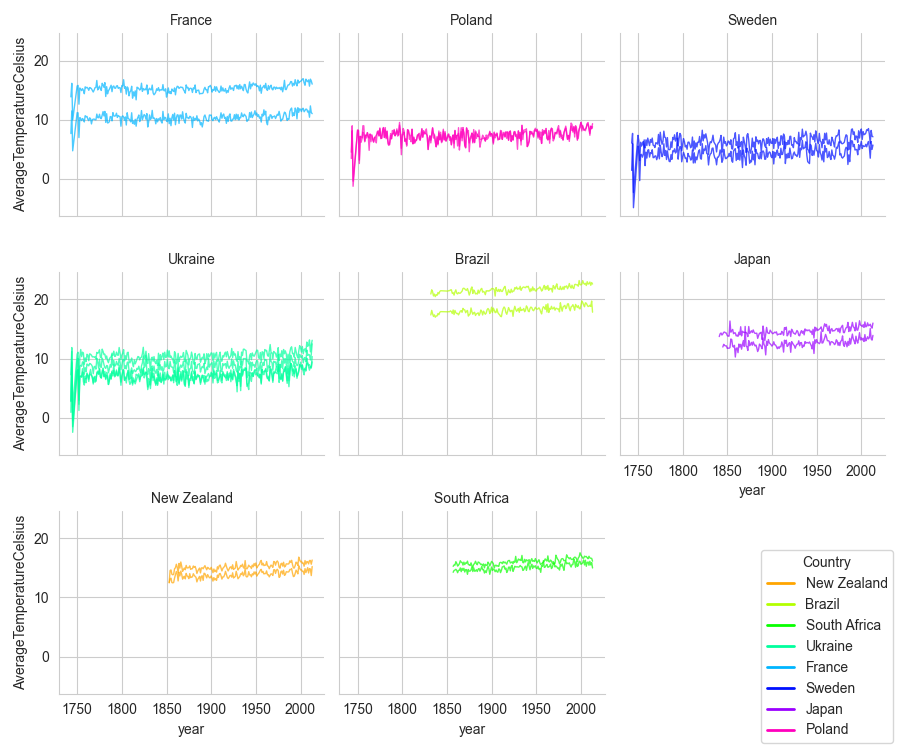 France
Poland
Sweden
AverageTemperatureCelsius
20
10
0
Ukraine
Brazil
Japan
AverageTemperatureCelsius
20
10
0
1750 1800 1850 1900 1950 2000
year
New Zealand
South Africa
AverageTemperatureCelsius
20
10
0
1750 1800 1850 1900 1950 2000
year
1750 1800 1850 1900 1950 2000
year
Country
New Zealand
Brazil
South Africa
Ukraine
France
Sweden
Japan
Poland